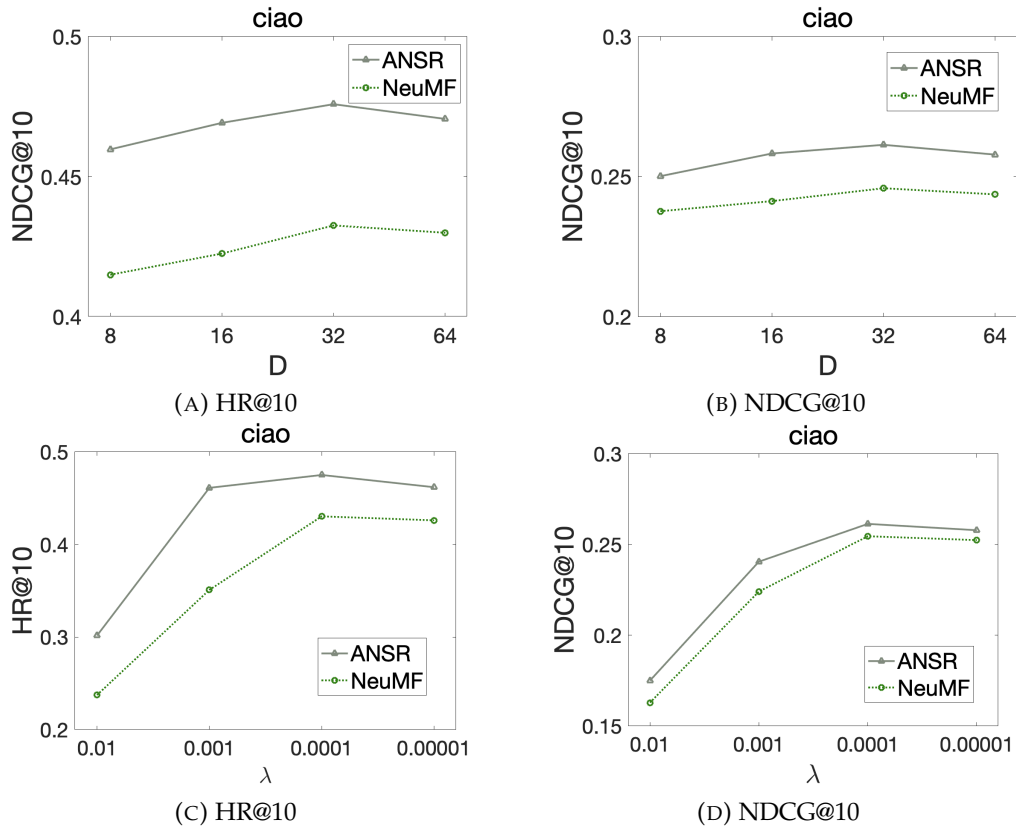 ciao
0.5
0.45
0.4
NDCG@10
ANSR
NeuMF
8 16 32 64
D
(A) HR@10
ciao
0.3
0.25
0.2
NDCG@10
ANSR
NeuMF
8 16 32 64
D
(B) NDCG@10
ciao
0.5
0.4
0.3
0.2
HR@10
ANSR
NeuMF
0.01 0.001 0.0001 0.00001
λ
(C) HR@10
ciao
0.3
0.25
0.2
0.15
NDCG@10
ANSR
NeuMF
0.01 0.001 0.0001 0.00001
λ
(D) NDCG@10